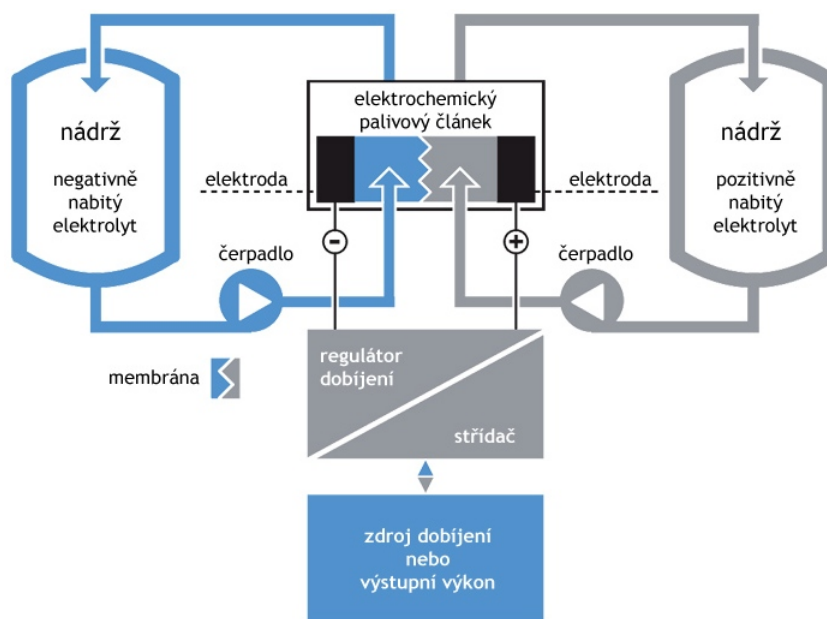 elektrochemický
palivový článek
nádrž
negativně
nabitý
elektrolyt
elektroda
elektroda
nádrž
pozitivně
nabitý
elektrolyt
-
+
čerpadlo
čerpadlo
membrána
regulátor
dobíjení
střídač
zdroj dobíjení
nebo
výstupní výkon